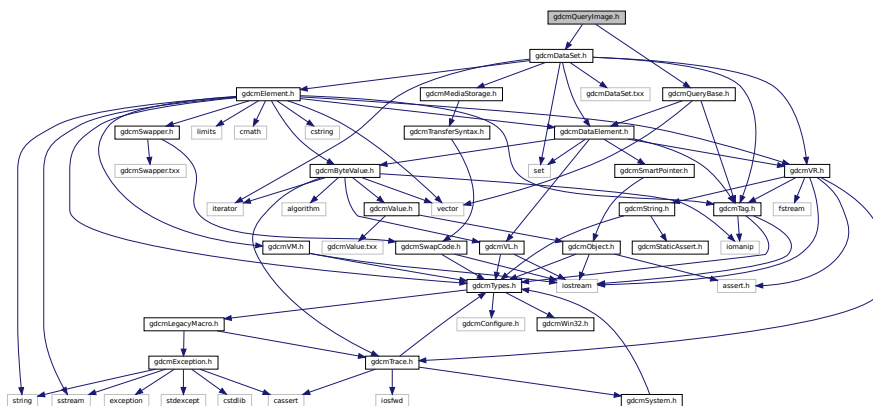 gdcmQueryImage.h
gdcmDataSet.h
gdcmElement.h
gdcmMediaStorage.h
gdcmDataSet.txx
gdcmQueryBase.h
gdcmSwapper.h
limits
cmath
cstring
gdcmTransferSyntax.h
gdcmDataElement.h
gdcmSwapper.txx
gdcmByteValue.h
set
gdcmSmartPointer.h
gdcmVR.h
iterator
algorithm
gdcmValue.h
vector
gdcmString.h
gdcmTag.h
fstream
gdcmVM.h
gdcmValue.txx
gdcmSwapCode.h
gdcmVL.h
gdcmObject.h
gdcmStaticAssert.h
iomanip
gdcmTypes.h
iostream
assert.h
gdcmLegacyMacro.h
gdcmConfigure.h
gdcmWin32.h
gdcmException.h
gdcmTrace.h
string
sstream
exception
stdexcept
cstdlib
cassert
iosfwd
gdcmSystem.h